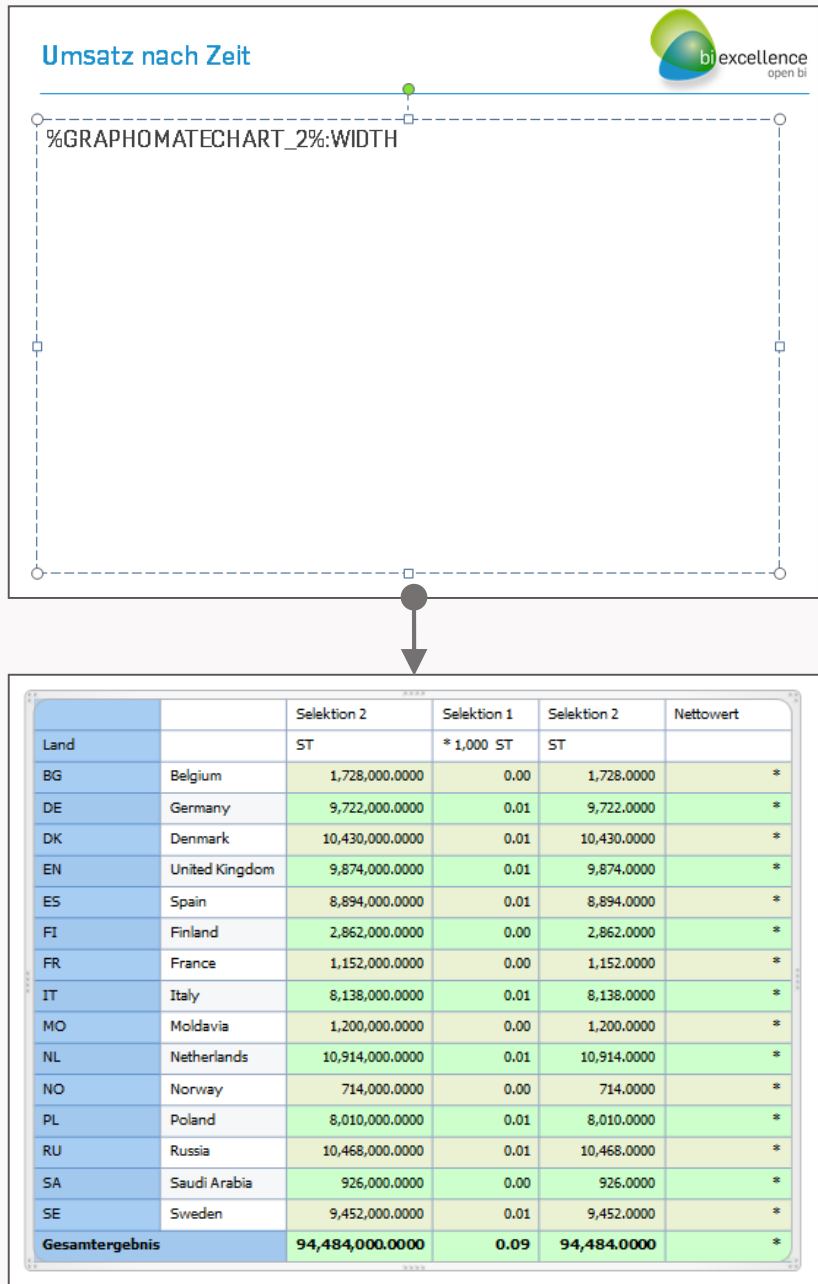 Umsatz nach Zeit
bi excellence
open bi
%GRAPHOMATECHART_2%:WIDTH
Selektion 2 Selektion 1 Selektion 2 Nettowert
Land ST * 1,000 ST ST
BG Belgium 1,728,000.0000 0.00 1,728.0000 *
DE Germany 9,722,000.0000 0.01 9,722.0000 *
DK Denmark 10,430,000.0000 0.01 10,430.0000 *
EN United Kingdom 9,874,000.0000 0.01 9,874.0000 *
ES Spain 8,894,000.0000 0.01 8,894.0000 *
FI Finland 2,862,000.0000 0.00 2,862.0000 *
FR France 1,152,000.0000 0.00 1,152.0000 *
IT Italy 8,138,000.0000 0.01 8,138.0000 *
MO Moldavia 1,200,000.0000 0.00 1,200.0000 *
NL Netherlands 10,914,000.0000 0.01 10,914.0000 *
NO Norway 714,000.0000 0.00 714.0000 *
PL Poland 8,010,000.0000 0.01 8,010.0000 *
RU Russia 10,468,000.0000 0.01 10,468.0000 *
SA Saudi Arabia 926,000.0000 0.00 926.0000 *
SE Sweden 9,452,000.0000 0.01 9,452.0000 *
Gesamtergebnis 94,484,000.0000 0.09 94,484.0000 *